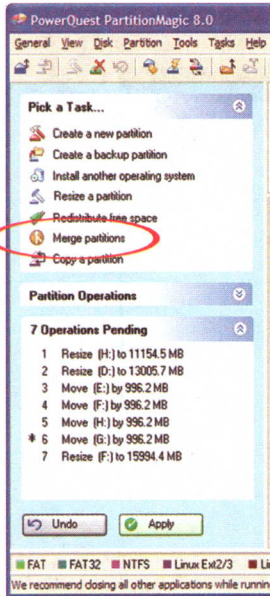 PowerQuest PartitionMagic 8.0
General View Disk Partition Tools Tasks Help
Pick a Task...
Create a new partition
Create a backup partition
Install another operating system
Resize a partition
Redistribute free space
Merge partitions
Copy a partition
Partition Operations
7 Operations Pending
1 Resize (H:) to 11154.5 MB
2 Resize (D:) to 13005.7 MB
3 Move (E:) by 996.2 MB
4 Move (F:) by 996.2 MB
5 Move (H:) by 996.2 MB
* 6 Move (G:) by 996.2 MB
7 Resize (F:) to 15994.4 MB
Undo Apply
FAT FAT32 NTFS Linux Ext2/3
We recommend closing all other applications while